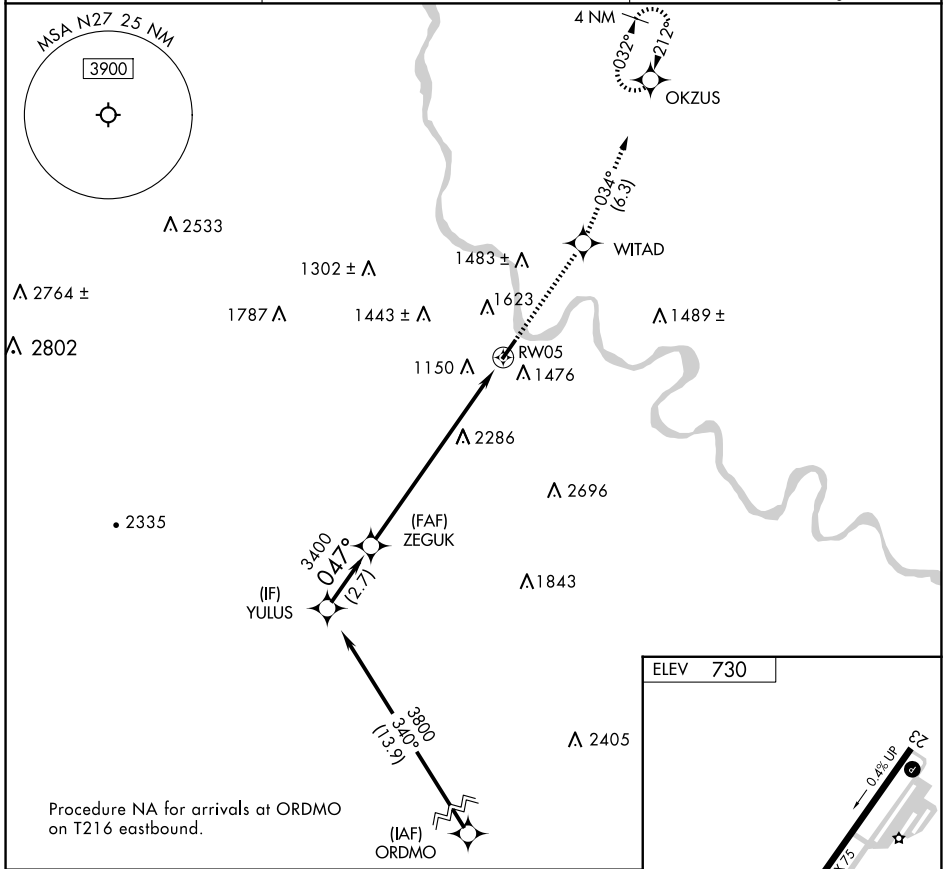 MSA N27 25 NM
3900
4 NM
032°
212°
OKZUS
034°
(6.3)
2533
WITAD
1302 ±
1483 ±
2764 ±
1787
1443 ±
1623
1489 ±
2802
RW05
1150
1476
2286
2696
2335
(FAF)
ZEGUK
3400
047°
(2.7)
1843
(IF)
YULUS
ELEV 730
3800
340°
(13.9)
2405
23
0.4% UP
Procedure NA for arrivals at ORDMO
on T216 eastbound.
(IAF)
ORDMO
X 75